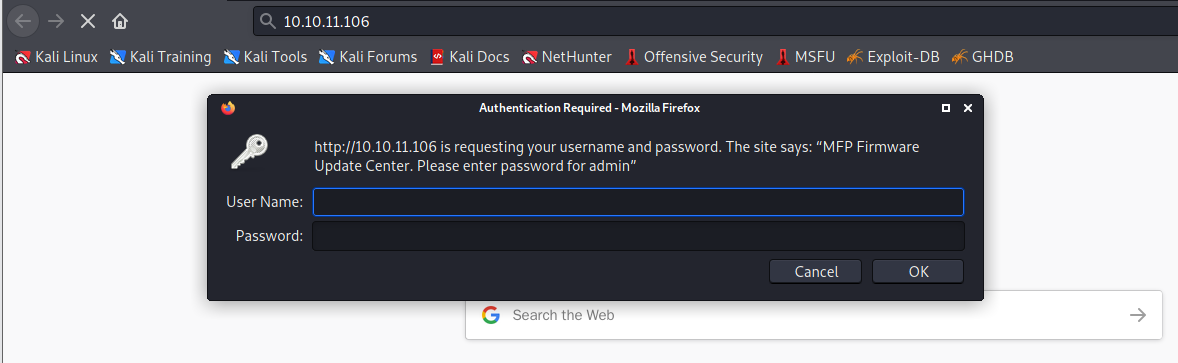 10.10.11.106
Kali Linux Kali Training Kali Tools Kali Forums Kali Docs NetHunter Offensive Security MSFU Exploit-DB GHDB
Authentication Required - Mozilla Firefox
http://10.10.11.106 is requesting your username and password. The site says: “MFP Firmware
Update Center. Please enter password for admin”
User Name:
Password:
Cancel OK
Search the Web